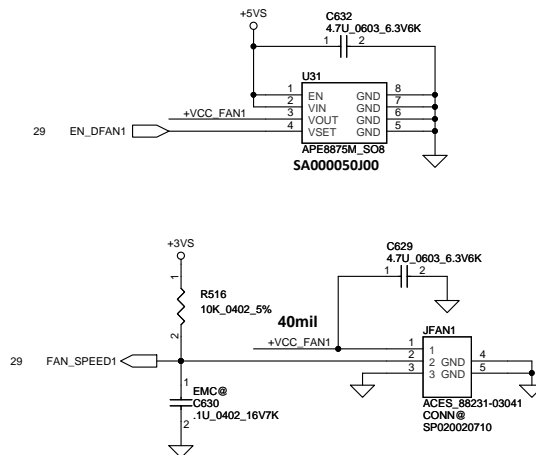 +5VS
C632
4.7U_0603_6.3V6K
1 2
U31
1 EN GND 8
2 VIN GND 7
+VCC_FAN1 3 VOUT GND 6
29 EN_DFAN1 4 VSET GND 5
APE8875M_SO8
SA000050J00
+3VS
C629
4.7U_0603_6.3V6K
1 2
1
R516
10K_0402_5%
2
40mil
JFAN1
+VCC_FAN1 1 1
29 FAN_SPEED1 2 2 GND 4
3 3 GND 5
1
EMC@
C630
.1U_0402_16V7K
2
ACES_88231-03041
CONN@
SP020020710